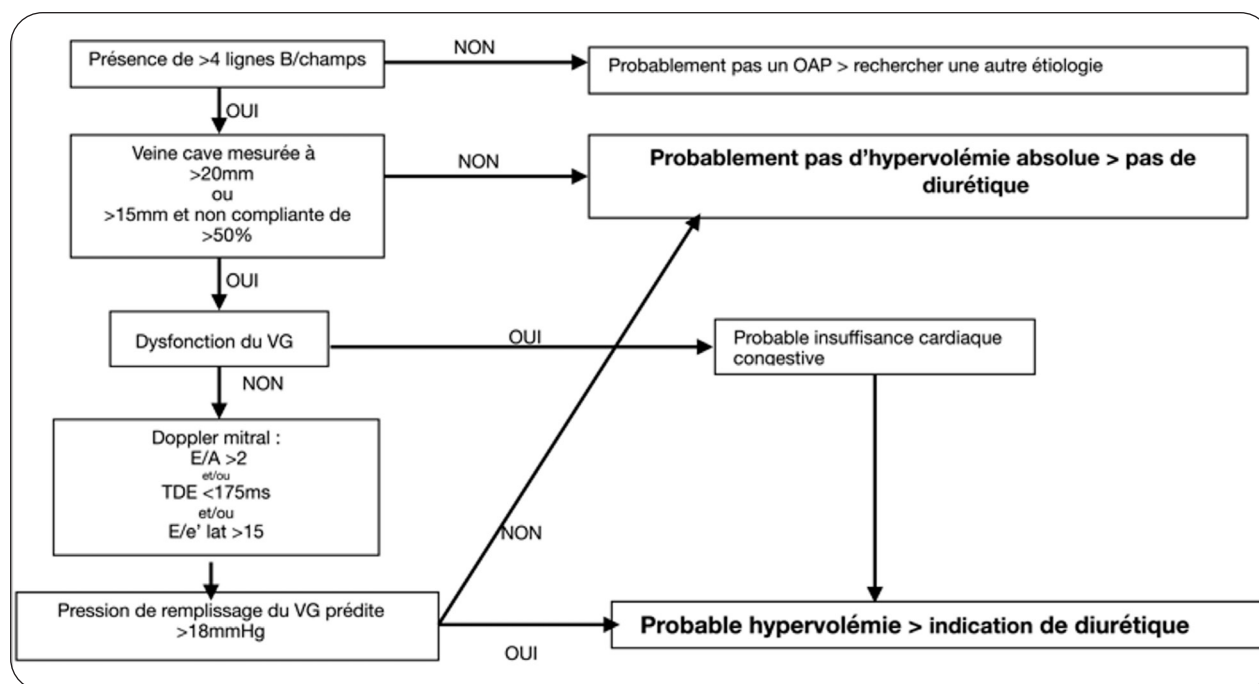 Présence de >4 lignes B/champs
NON
Probablement pas un OAP > rechercher une autre étiologie
OUI
Veine cave mesurée à
>20mm
ou
>15mm et non compliante de
>50%
NON
Probablement pas d'hypervolémie absolue > pas de
diurétique
OUI
Dysfonction du VG
OUI
Probable insuffisance cardiaque
congestive
NON
Doppler mitral :
E/A >2
et/ou
TDE <175ms
et/ou
E/e' lat >15
NON
Pression de remplissage du VG prédite
>18mmHg
OUI
Probable hypervolémie > indication de diurétique